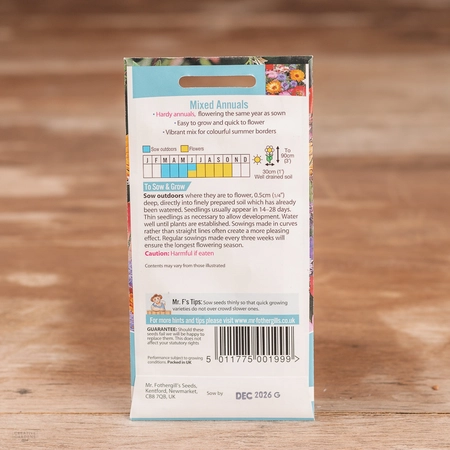 Mixed Annuals
• Hardy annuals, flowering the same year as sown
• Easy to grow and quick to flower
• Vibrant mix for colourful summer borders
Sow outdoors Flowers
J F M A M J J A S O N D
To
90cm
(3')
30cm (1')
Well drained soil
To Sow & Grow
Sow outdoors where they are to flower, 0.5cm (1/4")
deep, directly into finely prepared soil which has already
been watered. Seedlings usually appear in 14-28 days.
Thin seedlings as necessary to allow development. Water
well until plants are established. Sowings made in curves
rather than straight lines often create a more pleasing
effect. Regular sowings made every three weeks will
ensure the longest flowering season.
Caution: Harmful if eaten
Contents may vary from those illustrated
Mr. F's Tips: Sow seeds thinly so that quick growing
varieties do not over crowd slower ones.
For more hints and tips please visit www.mr-fothergills.co.uk
GUARANTEE: Should these
seeds fail we will be happy to
replace them. This does not
effect your statutory rights
Performance subject to growing
conditions. Packed in UK
5 011775 001999 >
Mr. Fothergill's Seeds,
Kentford, Newmarket,
CB8 7QB, UK
Sow by
DEC 2026 G